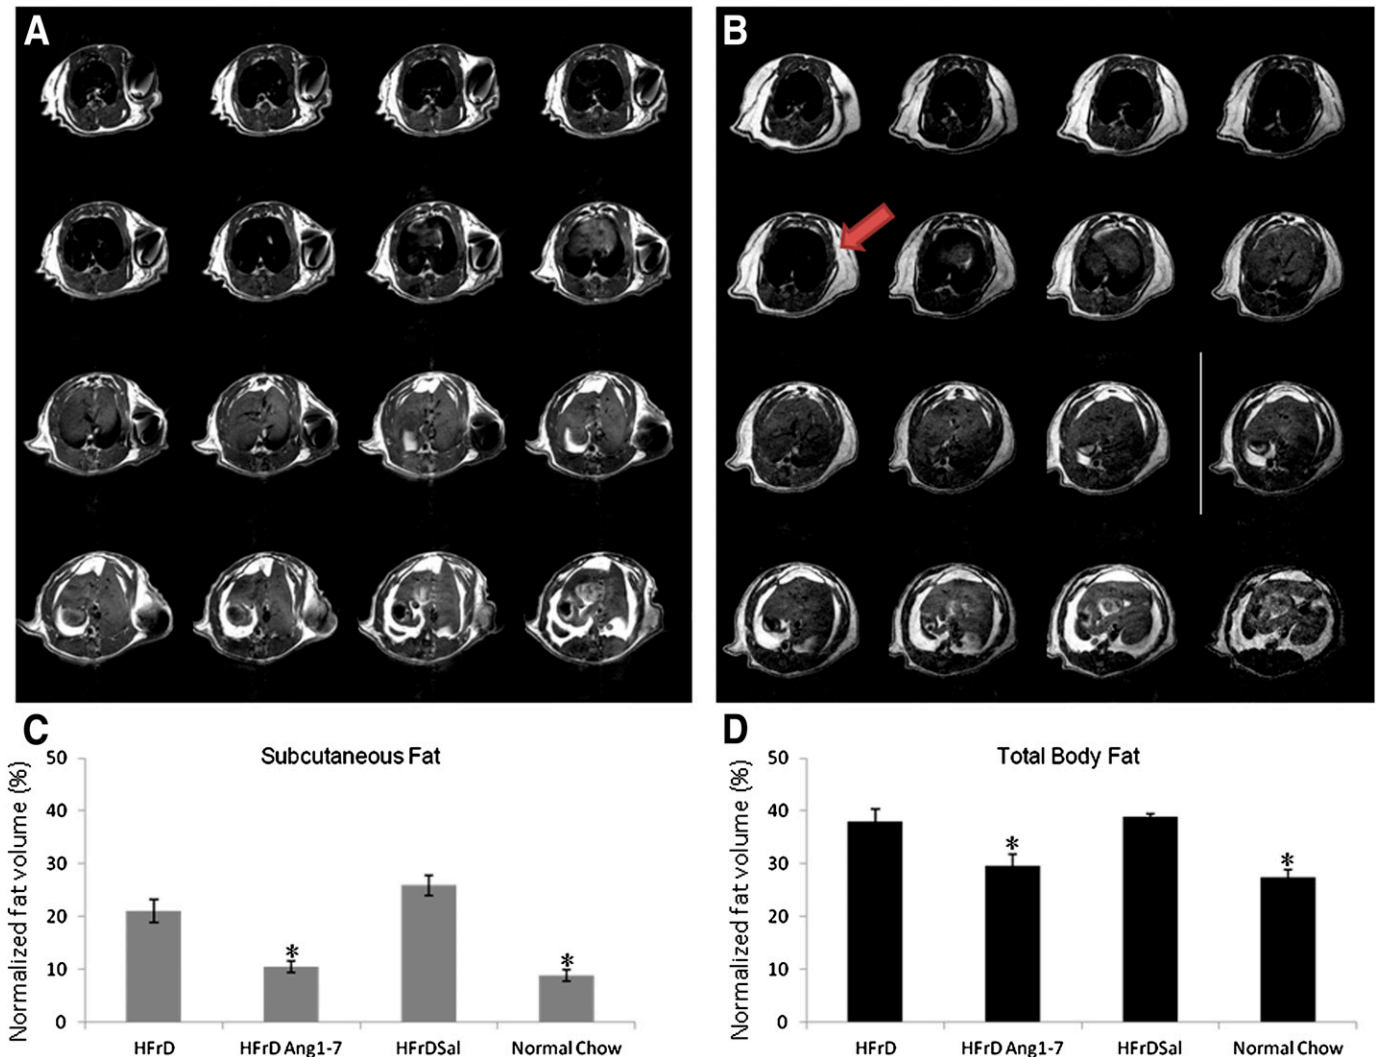 A
B
C
Subcutaneous Fat
Normalized fat volume (%)
50
40
30
20
10
0
*
*
HFrD
HFrD Ang1-7
HFrDSal
Normal Chow
D
Total Body Fat
Normalized fat volume (%)
50
40
30
20
10
0
*
*
HFrD
HFrD Ang1-7
HFrDSal
Normal Chow